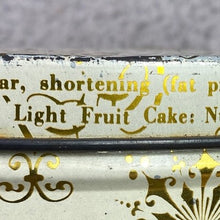 ar, shortening (fat p
Light Fruit Cake: N